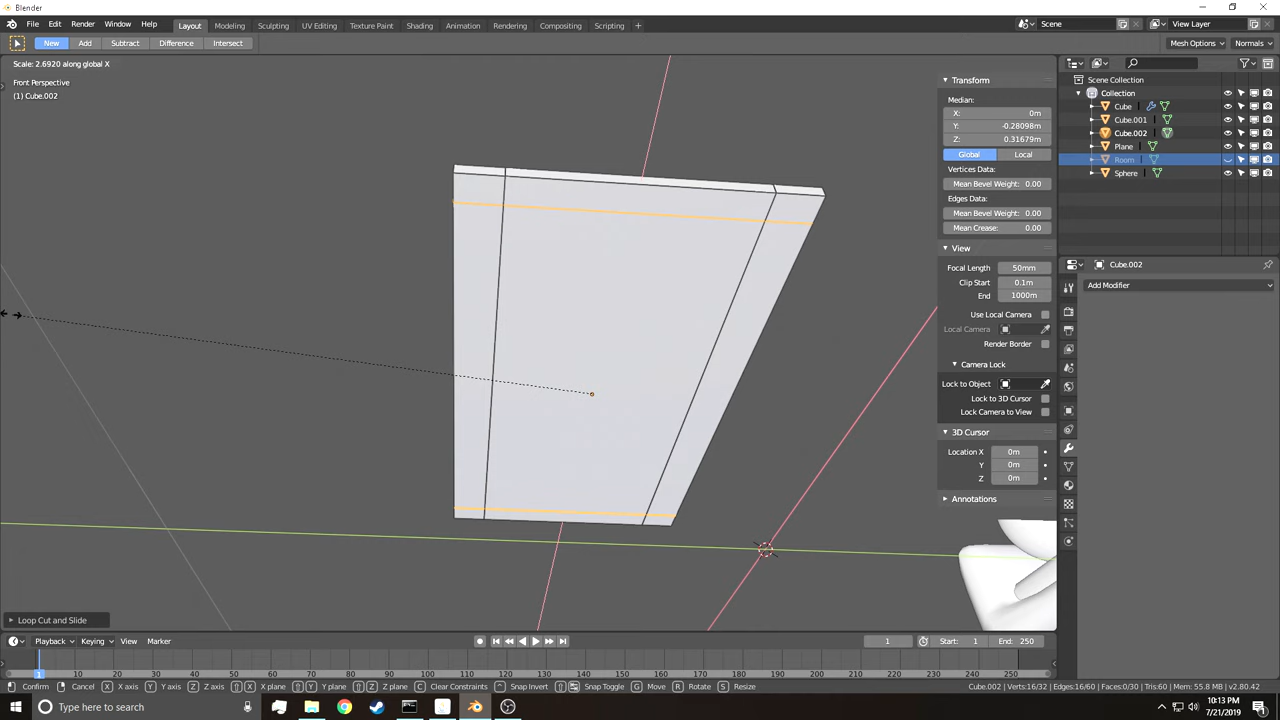 Blender
File Edit Render Window Help
Layout Modeling Sculpting UV Editing Texture Paint Shading Animation Rendering Compositing Scripting +
Scene
View Layer
New Add Subtract Difference Intersect
Mesh Options
Normals
Scale: 2.6920 along global X
Front Perspective
(1) Cube.002
Transform
Median:
X: 0m
Y: -0.28098m
Z: 0.31679m
Global Local
Vertices Data:
Mean Bevel Weight: 0.00
Edges Data:
Mean Bevel Weight: 0.00
Mean Crease: 0.00
View
Focal Length 50mm
Clip Start 0.1m
End 1000m
Use Local Camera
Local Camera
Render Border
Camera Lock
Lock to Object
Lock to 3D Cursor
Lock Camera to View
3D Cursor
Location X 0m
Y 0m
Z 0m
Annotations
Scene Collection
Collection
Cube
Cube.001
Cube.002
Plane
Room
Sphere
Cube.002
Add Modifier
Loop Cut and Slide
Playback Keying View Marker
1 Start: 1 End: 250
1 10 20 30 40 50 60 70 80 90 100 110 120 130 140 150 160 170 180 190 200 210 220 230 240 250
Confirm Cancel X X axis Y Y axis Z Z axis X X plane Y Y plane Z Z plane C Clear Constraints Snap Invert Snap Toggle G Move R Rotate S Resize
Cube.002 | Verts:16/32 | Edges:16/60 | Faces:0/30 | Tris:60 | Mem: 55.8 MB | v2.80.42
Type here to search
10:13 PM
7/21/2019